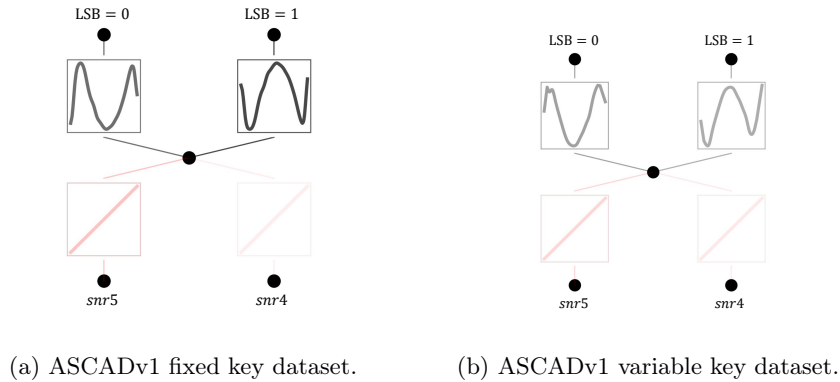 LSB = 0 LSB = 1
snr5 snr4
(a) ASCADv1 fixed key dataset.
LSB = 0 LSB = 1
snr5 snr4
(b) ASCADv1 variable key dataset.